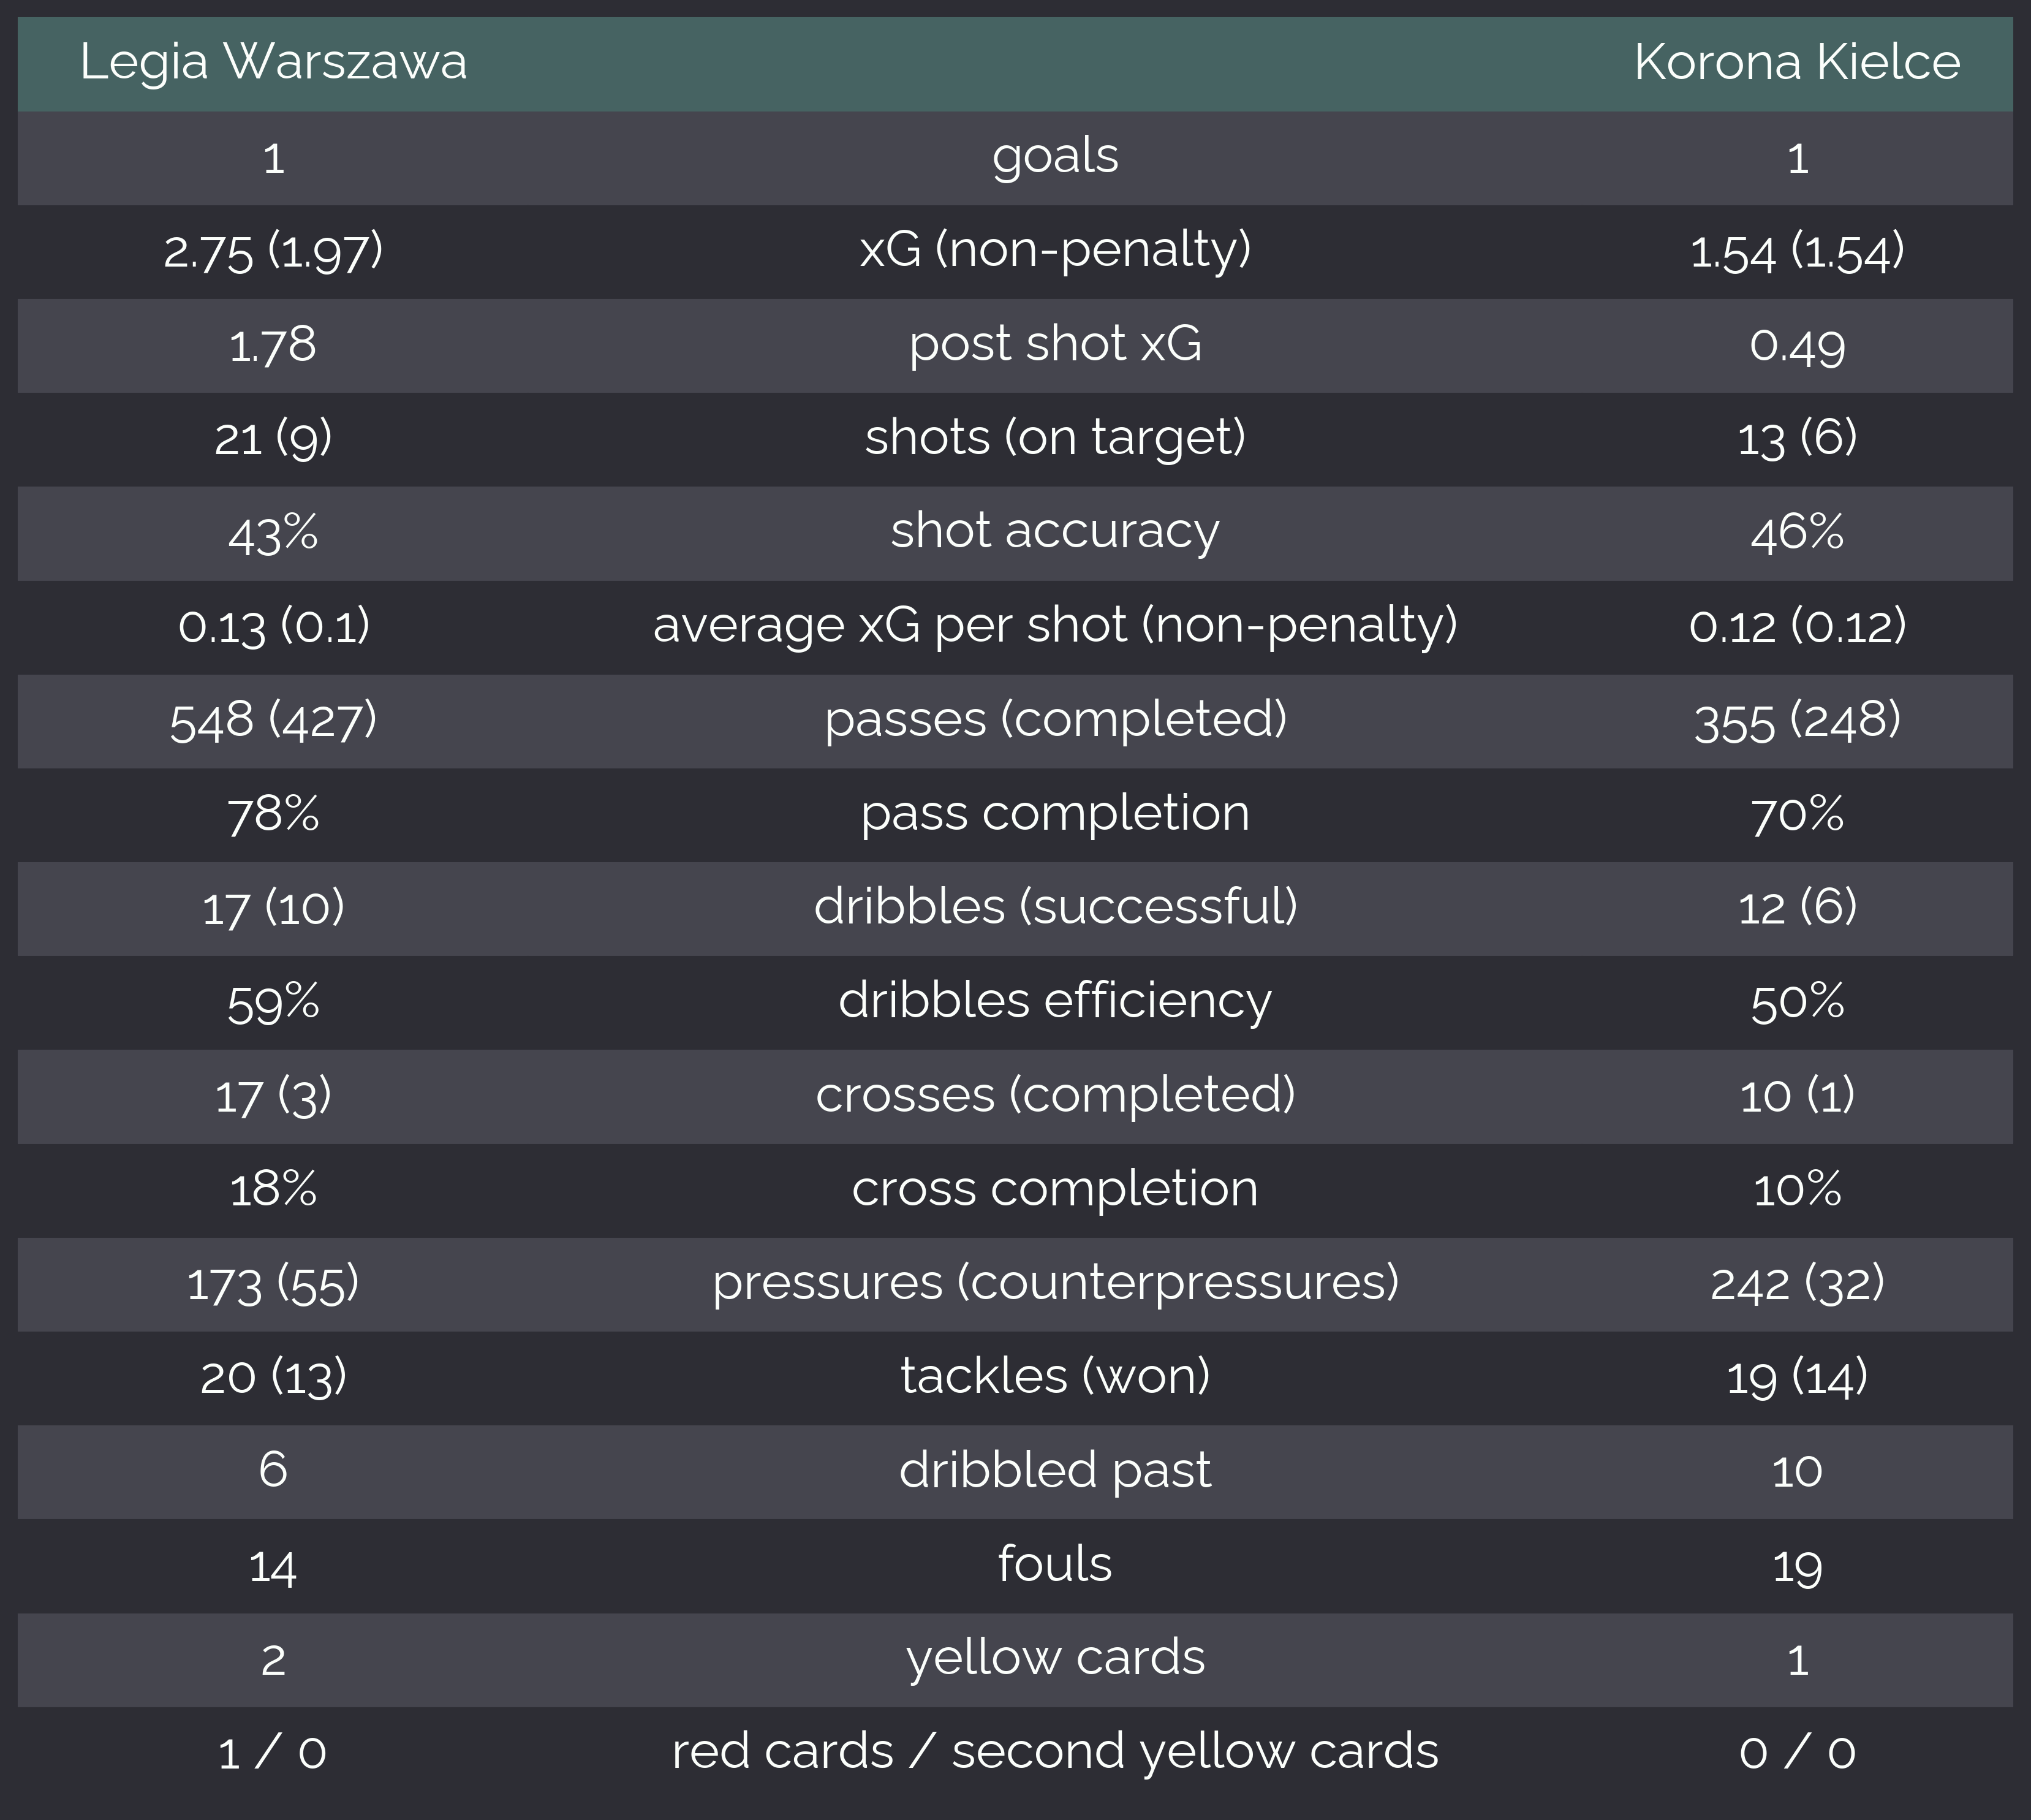 Legia Warszawa Korona Kielce
1 goals 1
2.75 (1.97) xG (non-penalty) 1.54 (1.54)
1.78 post shot xG 0.49
21 (9) shots (on target) 13 (6)
43% shot accuracy 46%
0.13 (0.1) average xG per shot (non-penalty) 0.12 (0.12)
548 (427) passes (completed) 355 (248)
78% pass completion 70%
17 (10) dribbles (successful) 12 (6)
59% dribbles efficiency 50%
17 (3) crosses (completed) 10 (1)
18% cross completion 10%
173 (55) pressures (counterpressures) 242 (32)
20 (13) tackles (won) 19 (14)
6 dribbled past 10
14 fouls 19
2 yellow cards 1
1 / 0 red cards / second yellow cards 0 / 0